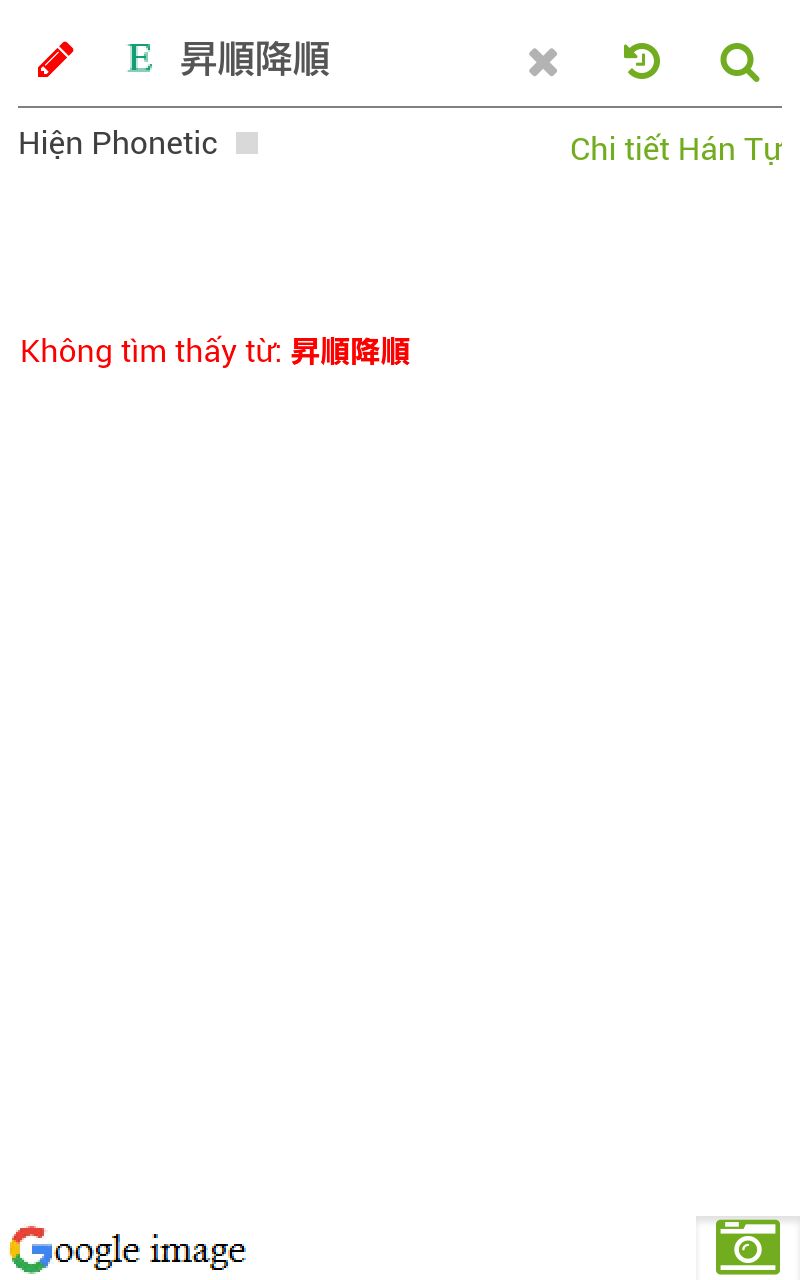 E 昇順降順
Hiện Phonetic
Chi tiết Hán Tự
Không tìm thấy từ: 昇順降順
Google image